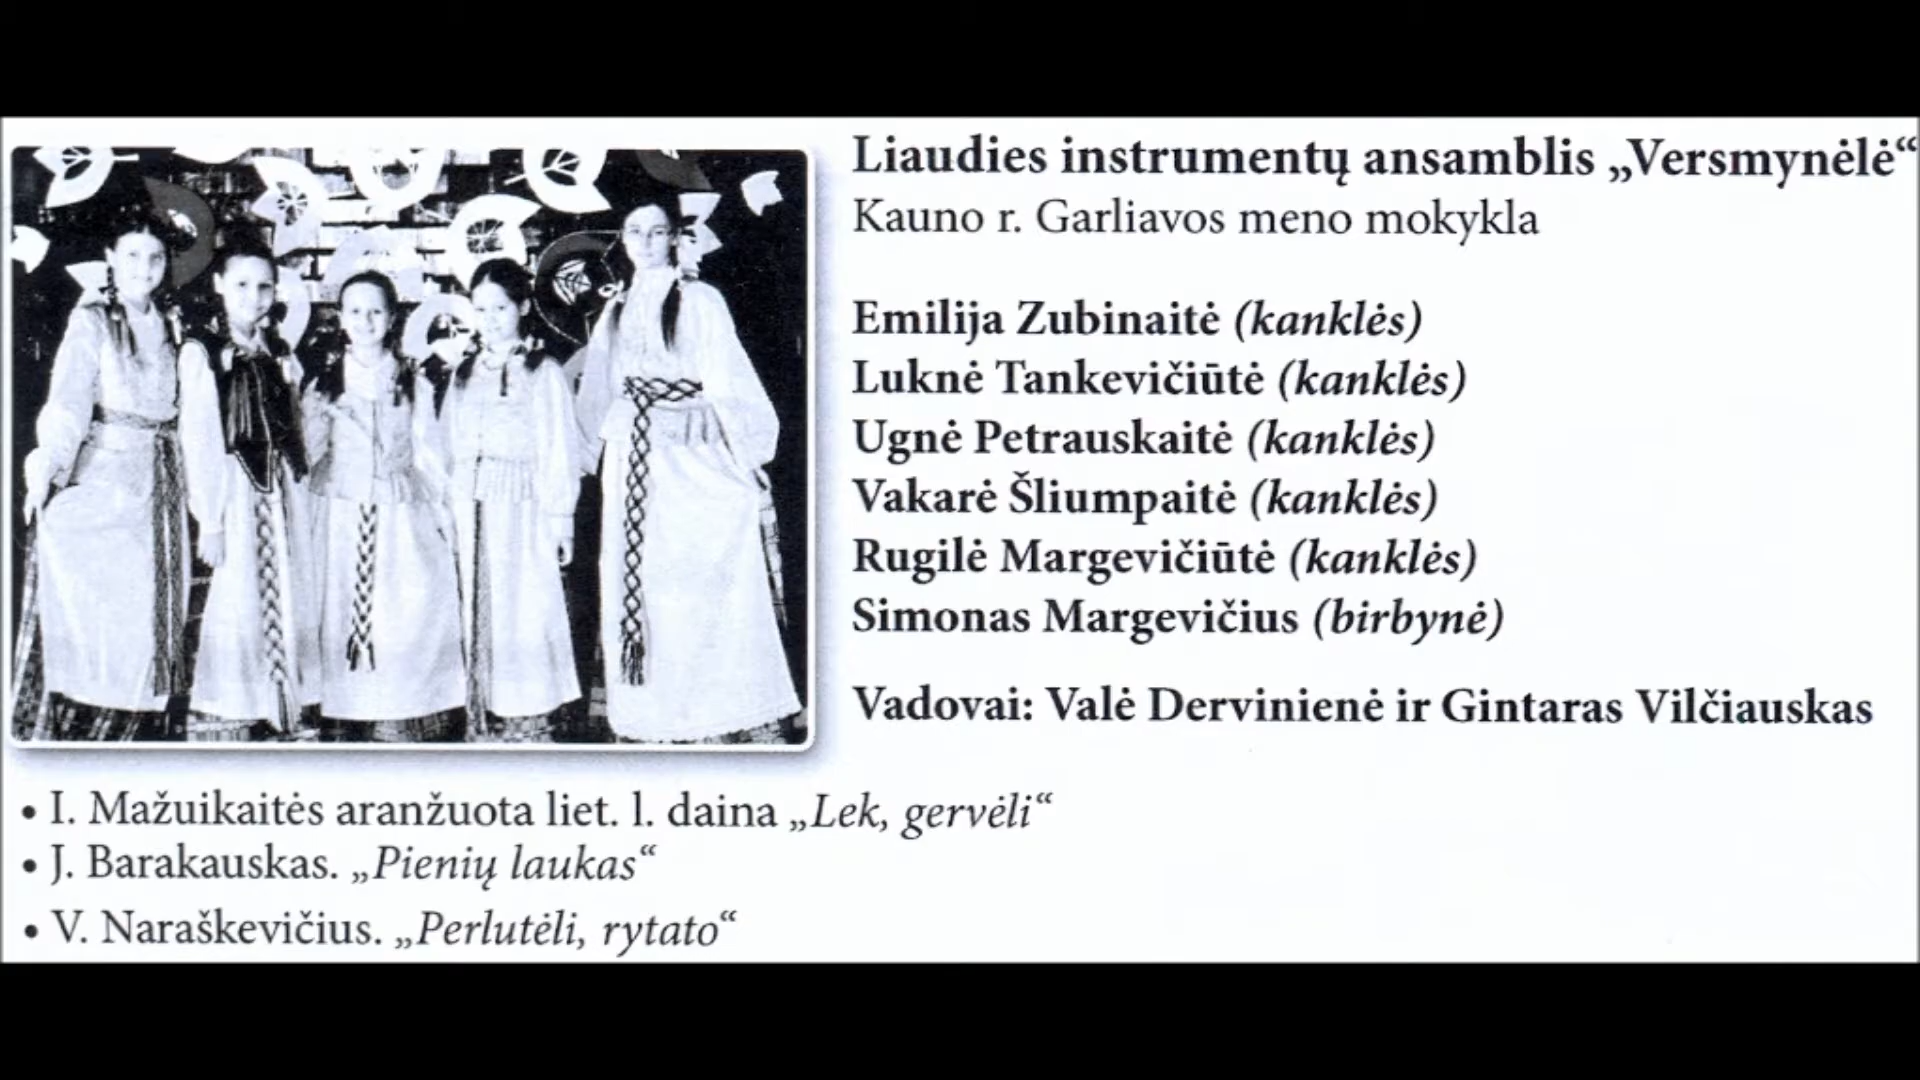 Liaudies instrumentų ansamblis „Versmynėlė“
Kauno r. Garliavos meno mokykla
Emilija Zubinaitė (kanklės)
Luknė Tankevičiūtė (kanklės)
Ugnė Petrauskaitė (kanklės)
Vakarė Šliumpaitė (kanklės)
Rugilė Margevičiūtė (kanklės)
Simonas Margevičius (birbynė)
Vadovai: Valė Dervinienė ir Gintaras Vilčiauskas
• I. Mažuikaitės aranžuota liet. l. daina „Lek, gervėli“
• J. Barakauskas. „Pienių laukas“
• V. Naraškevičius. „Perlutėli, rytato“